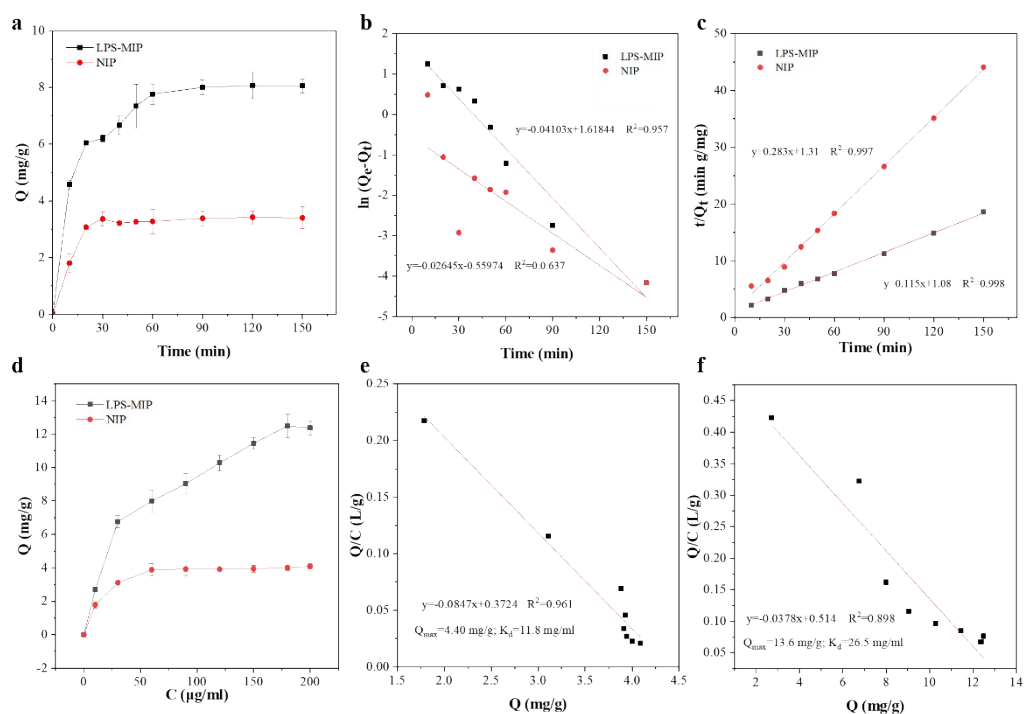 a
Q (mg/g)
10
8
6
4
2
0
LPS-MIP
NIP
0
30
60
90
120
150
Time (min)
b
ln (Qe-Qt)
2
1
0
-1
-2
-3
-4
-5
LPS-MIP
NIP
y=-0.04103x+1.61844 R²=0.957
y=-0.02645x-0.55974 R²=0.0.637
0
30
60
90
120
150
Time (min)
c
t/Qt (min g/mg)
50
40
30
20
10
0
LPS-MIP
NIP
y=0.283x+1.31 R²=0.997
y=0.115x+1.08 R²=0.998
0
30
60
90
120
150
Time (min)
d
Q (mg/g)
14
12
10
8
6
4
2
0
-2
LPS-MIP
NIP
0
50
100
150
200
C (μg/ml)
e
Q/C (L/g)
0.25
0.20
0.15
0.10
0.05
0.00
y=-0.0847x+0.3724 R²=0.961
Qmax=4.40 mg/g; Kd=11.8 mg/ml
1.5
2.0
2.5
3.0
3.5
4.0
4.5
Q (mg/g)
f
Q/C (L/g)
0.45
0.40
0.35
0.30
0.25
0.20
0.15
0.10
0.05
y=-0.0378x+0.514 R²=0.898
Qmax=13.6 mg/g; Kd=26.5 mg/ml
2
4
6
8
10
12
14
Q (mg/g)